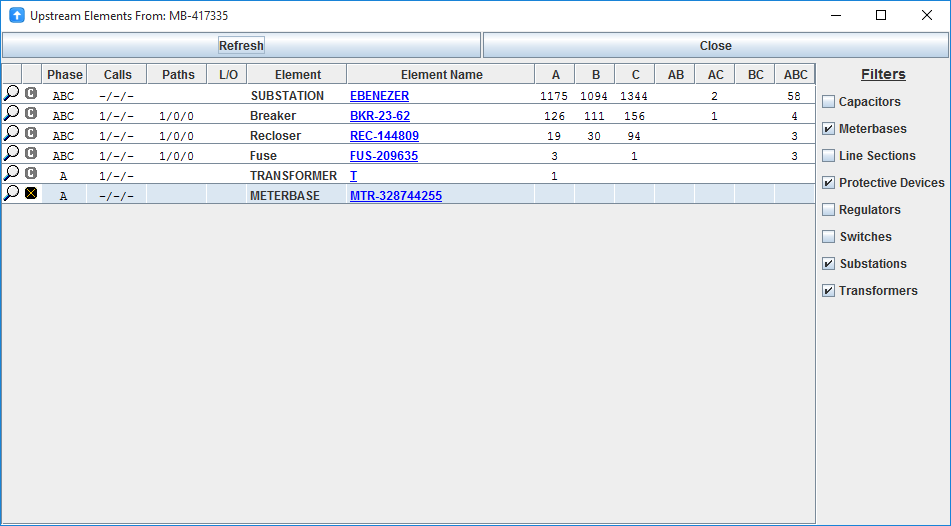 Upstream Elements From: MB-417335
Refresh Close
Phase Calls Paths L/O Element Element Name A B C AB AC BC ABC
C ABC -/-/- SUBSTATION EBENEZER 1175 1094 1344 2 58
C ABC 1/-/- 1/0/0 Breaker BKR-23-62 126 111 156 1 4
C ABC 1/-/- 1/0/0 Recloser REC-144809 19 30 94 3
C ABC 1/-/- 1/0/0 Fuse FUS-209635 3 1 3
C A 1/-/- TRANSFORMER T 1
A -/-/- METERBASE MTR-328744255
Filters
Capacitors
Meterbases
Line Sections
Protective Devices
Regulators
Switches
Substations
Transformers